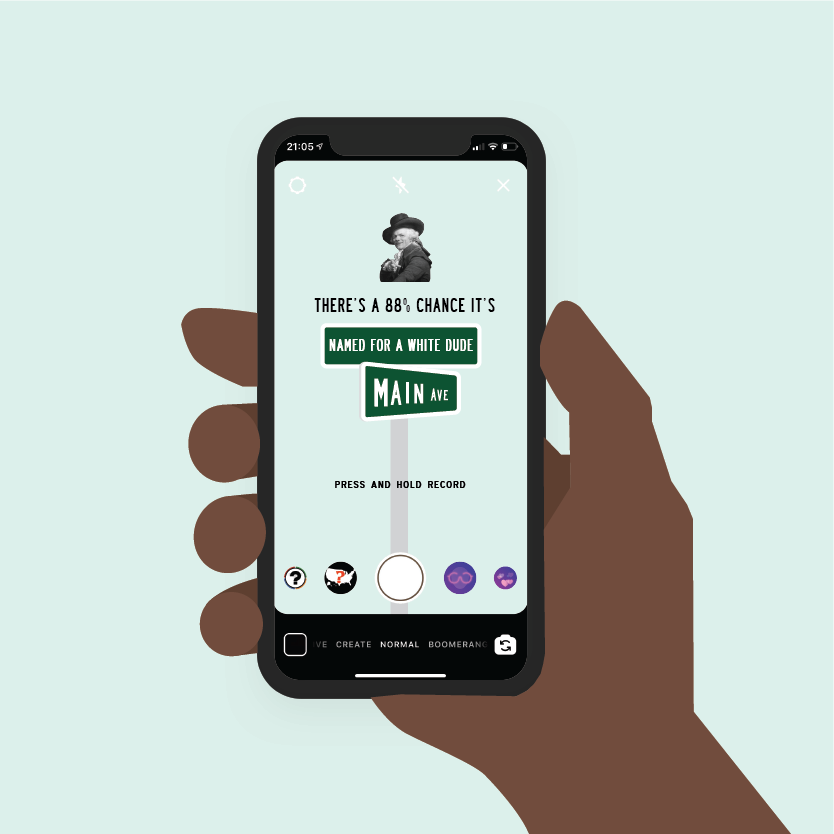 21:05
THERE'S A 88% CHANCE IT'S
NAMED FOR A WHITE DUDE
MAIN AVE
PRESS AND HOLD RECORD
?
?
VE CREATE NORMAL BOOMERANG